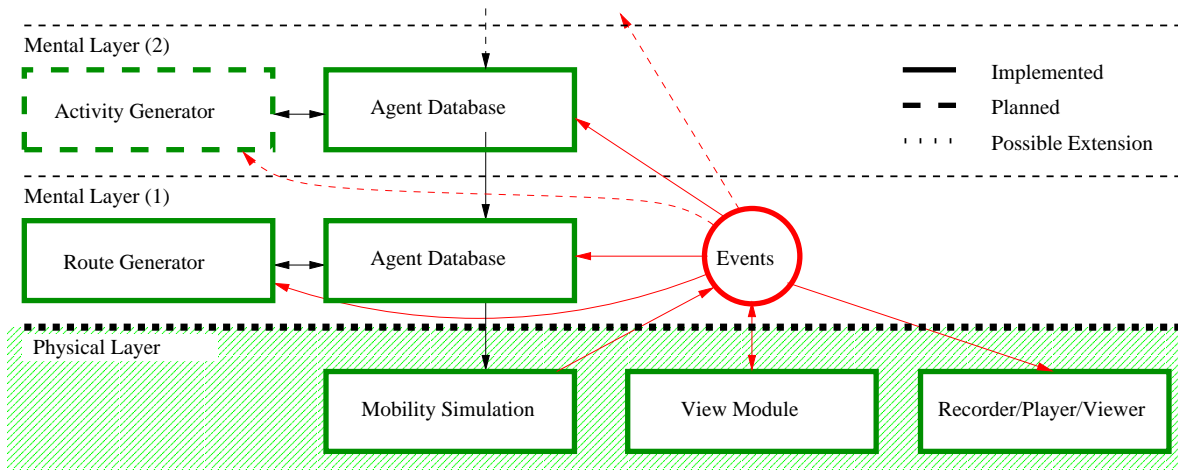 Mental Layer (2)
Activity Generator
Agent Database
Implemented
Planned
Possible Extension
Mental Layer (1)
Route Generator
Agent Database
Events
Physical Layer
Mobility Simulation
View Module
Recorder/Player/Viewer